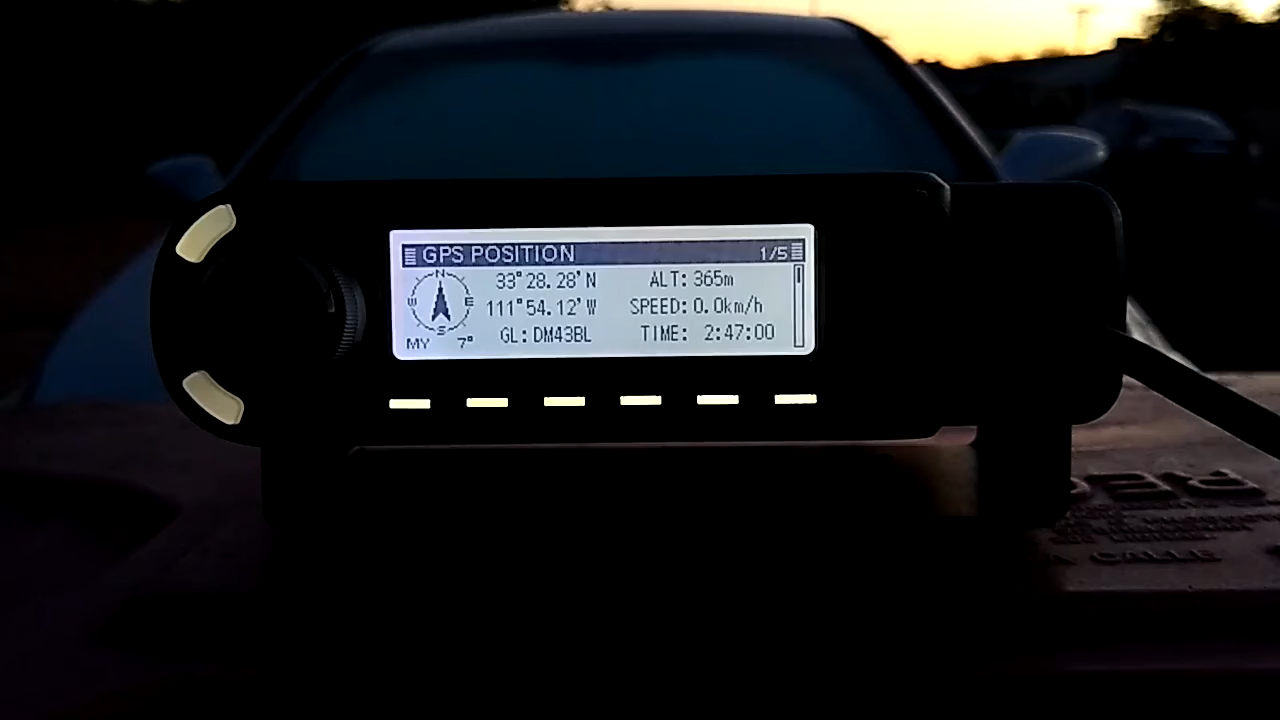 GPS POSITION 1/5
N
W E
S
MY 7°
33°28.28'N ALT: 365m
111°54.12'W SPEED: 0.0km/h
GL: DM43BL TIME: 2:47:00
CALLE